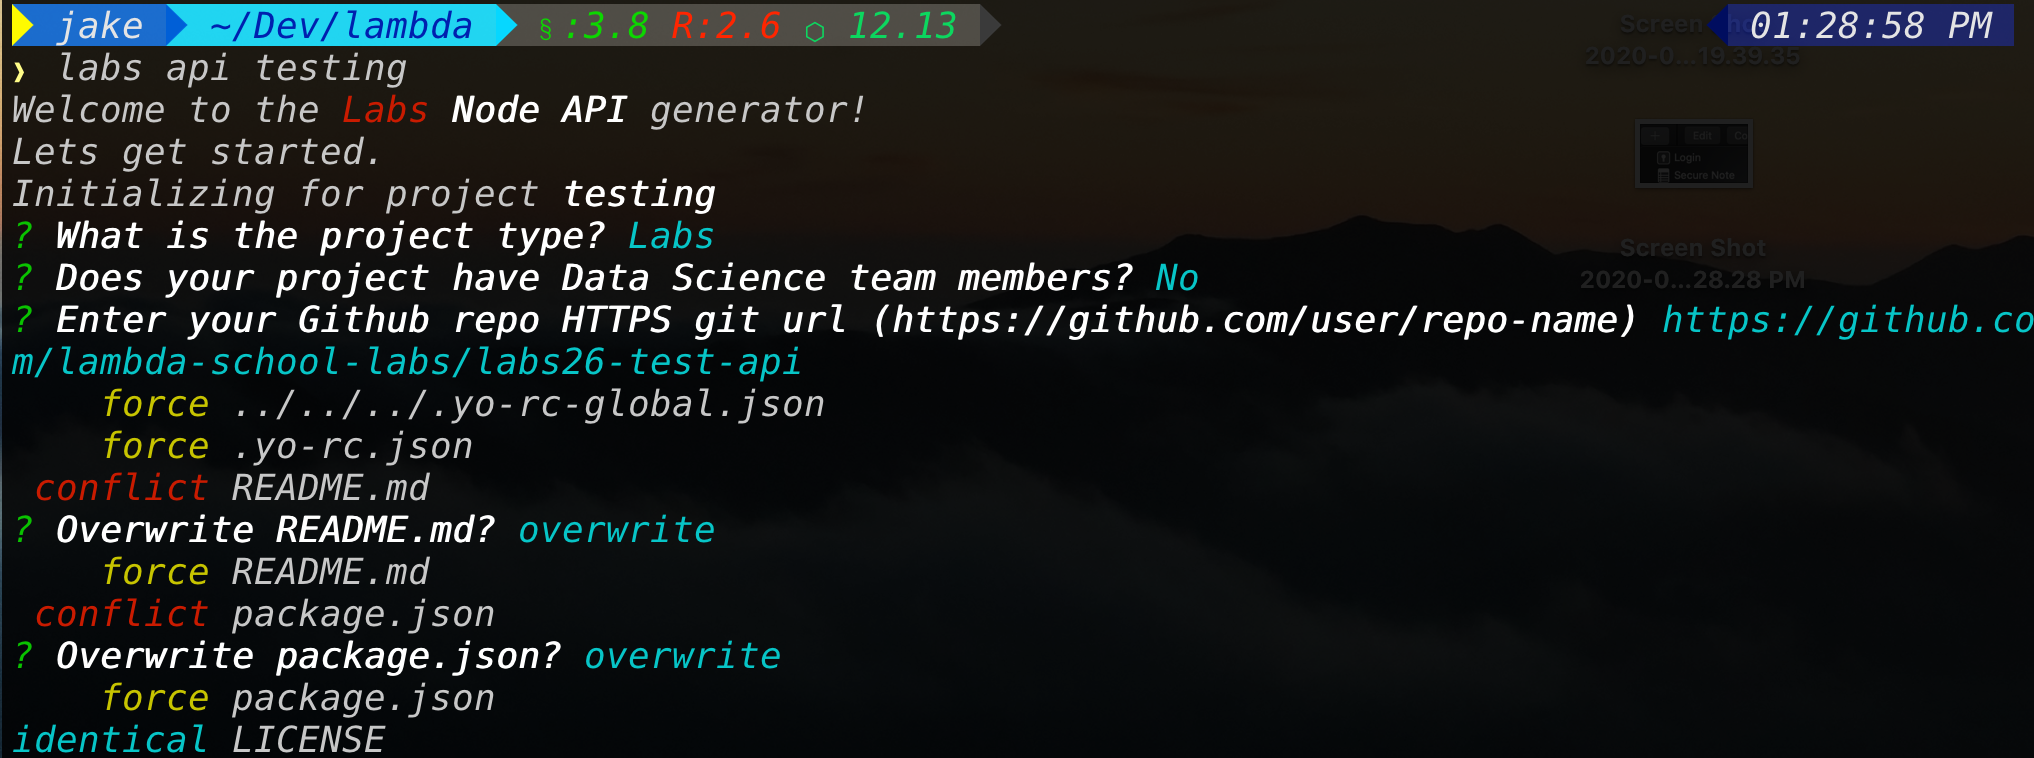 jake ~/Dev/lambda § :3.8 R:2.6 ⬡ 12.13 01:28:58 PM
❯ labs api testing
Welcome to the Labs Node API generator!
Lets get started.
Initializing for project testing
? What is the project type? Labs
? Does your project have Data Science team members? No
? Enter your Github repo HTTPS git url (https://github.com/user/repo-name) https://github.co
m/lambda-school-labs/labs26-test-api
force ../../../.yo-rc-global.json
force .yo-rc.json
conflict README.md
? Overwrite README.md? overwrite
force README.md
conflict package.json
? Overwrite package.json? overwrite
force package.json
identical LICENSE
Screen Shot
2020-0...19.39.35
+ Edit Co
Login
Secure Note
Screen Shot
2020-0...28.28 PM